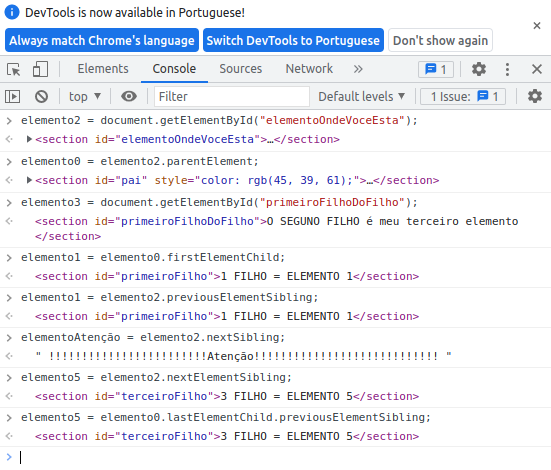 DevTools is now available in Portuguese!
Always match Chrome's language Switch DevTools to Portuguese Don't show again
Elements Console Sources Network » 1
top ▼ Filter Default levels ▼ 1 Issue: 1
> elemento2 = document.getElementById("elementoOndeVoceEsta");
<· ▶<section id="elementoOndeVoceEsta">…</section>
> elemento0 = elemento2.parentElement;
<· ▶<section id="pai" style="color: rgb(45, 39, 61);">…</section>
> elemento3 = document.getElementById("primeiroFilhoDoFilho");
<· <section id="primeiroFilhoDoFilho">O SEGUNO FILHO é meu terceiro elemento
</section>
> elemento1 = elemento0.firstElementChild;
<· <section id="primeiroFilho">1 FILHO = ELEMENTO 1</section>
> elemento1 = elemento2.previousElementSibling;
<· <section id="primeiroFilho">1 FILHO = ELEMENTO 1</section>
> elementoAtenção = elemento2.nextSibling;
<· " !!!!!!!!!!!!!!!!!!!!!!!!Atenção!!!!!!!!!!!!!!!!!!!!!!!!!!!! "
> elemento5 = elemento2.nextElementSibling;
<· <section id="terceiroFilho">3 FILHO = ELEMENTO 5</section>
> elemento5 = elemento0.lastElementChild.previousElementSibling;
<· <section id="terceiroFilho">3 FILHO = ELEMENTO 5</section>
>